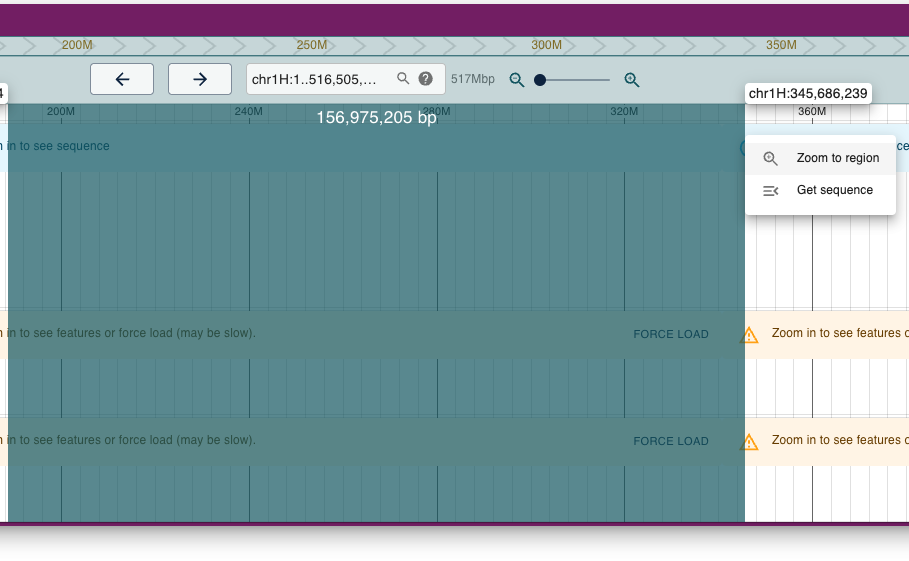 200M 250M 300M 350M
chr1H:1..516,505,... 517Mbp
4 chr1H:345,686,239
200M 240M 280M 320M 360M
156,975,205 bp
in to see sequence
Zoom to region
Get sequence
in to see features or force load (may be slow). FORCE LOAD Zoom in to see features
in to see features or force load (may be slow). FORCE LOAD Zoom in to see features